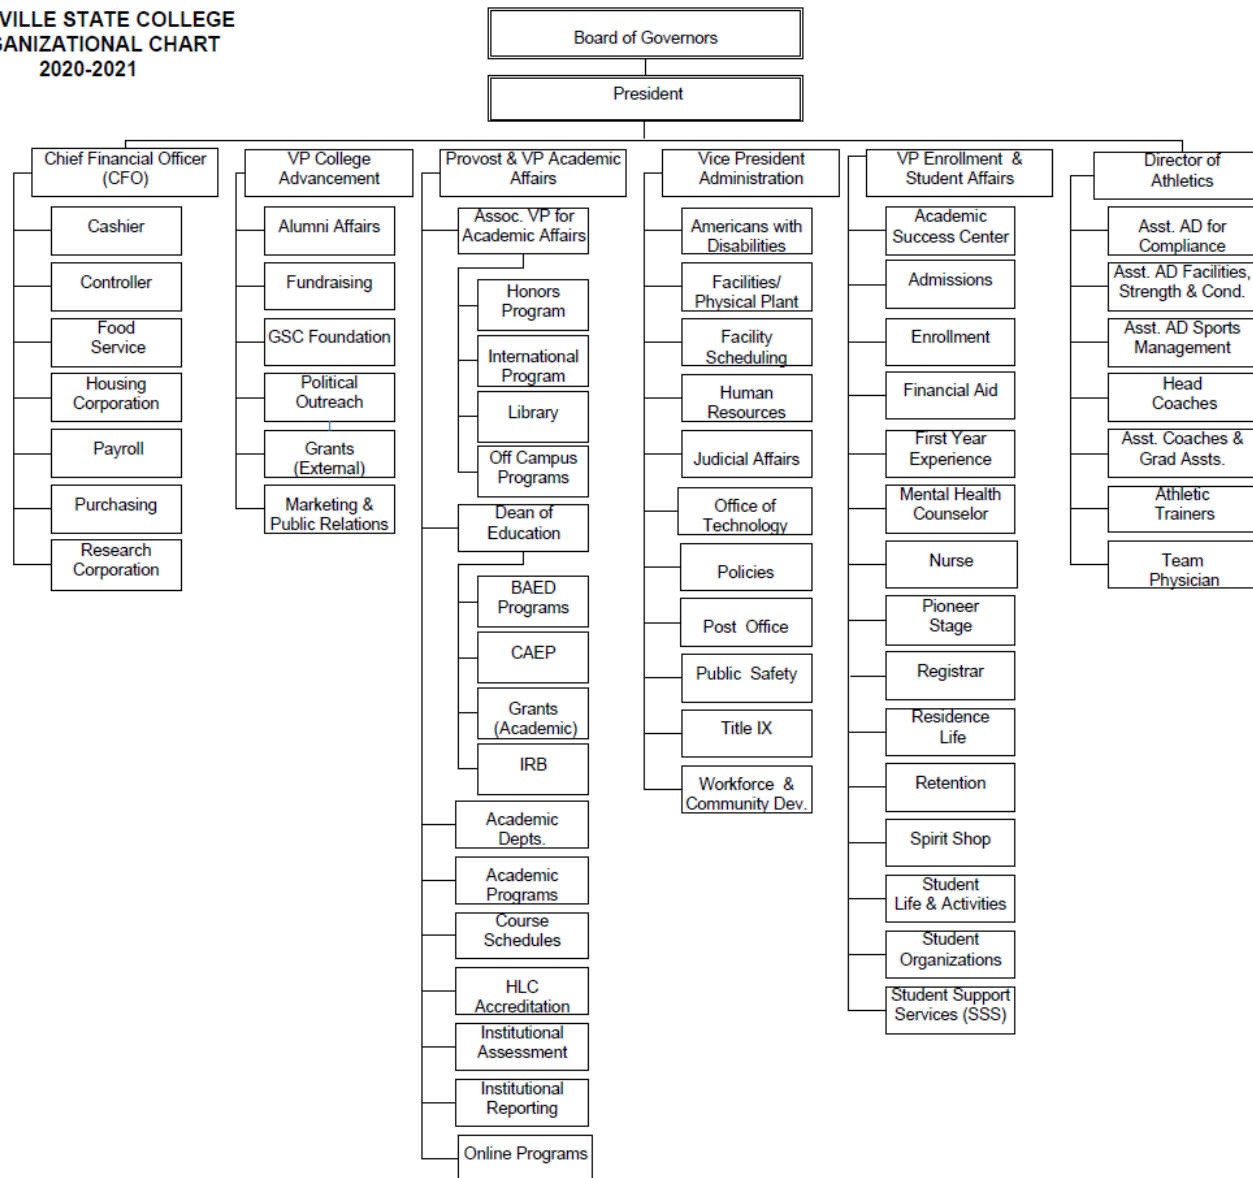 VILLE STATE COLLEGE
GANIZATIONAL CHART
2020-2021
Board of Governors
President
Chief Financial Officer
(CFO)
Cashier
Controller
Food
Service
Housing
Corporation
Payroll
Purchasing
Research
Corporation
VP College
Advancement
Alumni Affairs
Fundraising
GSC Foundation
Political
Outreach
Grants
(External)
Marketing &
Public Relations
Provost & VP Academic
Affairs
Assoc. VP for
Academic Affairs
Honors
Program
International
Program
Library
Off Campus
Programs
Dean of
Education
BAED
Programs
CAEP
Grants
(Academic)
IRB
Academic
Depts.
Academic
Programs
Course
Schedules
HLC
Accreditation
Institutional
Assessment
Institutional
Reporting
Online Programs
Vice President
Administration
Americans with
Disabilities
Facilities/
Physical Plant
Facility
Scheduling
Human
Resources
Judicial Affairs
Office of
Technology
Policies
Post Office
Public Safety
Title IX
Workforce &
Community Dev.
VP Enrollment &
Student Affairs
Academic
Success Center
Admissions
Enrollment
Financial Aid
First Year
Experience
Mental Health
Counselor
Nurse
Pioneer
Stage
Registrar
Residence
Life
Retention
Spirit Shop
Student
Life & Activities
Student
Organizations
Student Support
Services (SSS)
Director of
Athletics
Asst. AD for
Compliance
Asst. AD Facilities,
Strength & Cond.
Asst. AD Sports
Management
Head
Coaches
Asst. Coaches &
Grad Assts.
Athletic
Trainers
Team
Physician